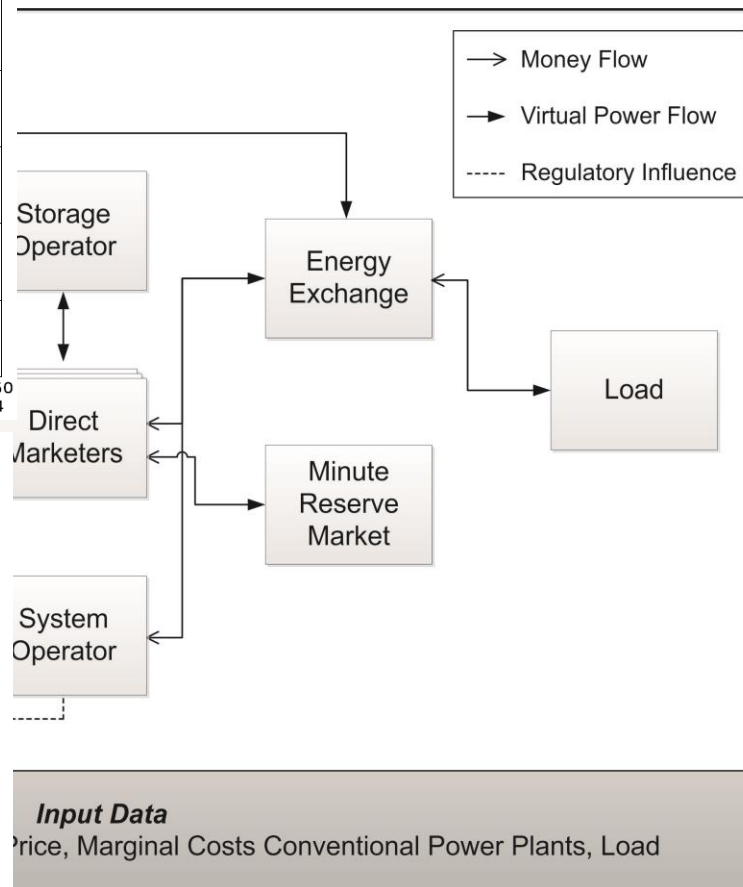 Money Flow
Virtual Power Flow
Regulatory Influence
Storage
Operator
Energy
Exchange
Load
Direct
Marketers
Minute
Reserve
Market
System
Operator
Input Data
Price, Marginal Costs Conventional Power Plants, Load